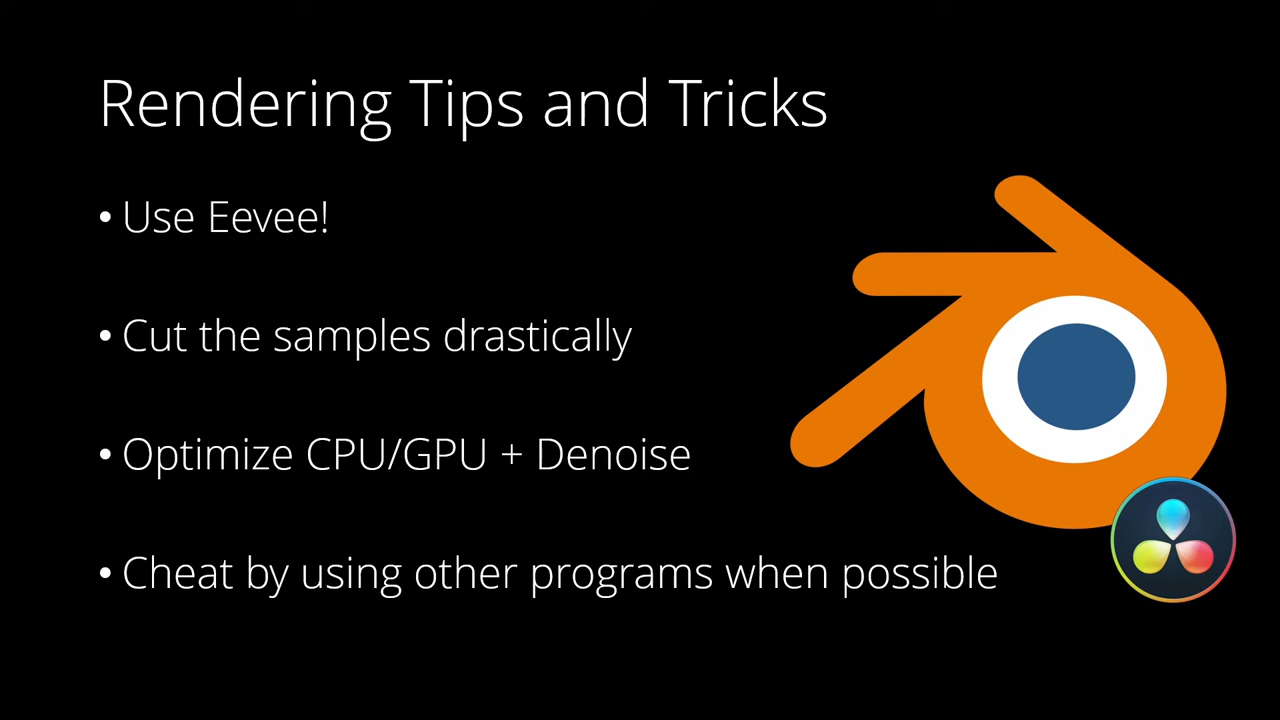 Rendering Tips and Tricks
• Use Eevee!
• Cut the samples drastically
• Optimize CPU/GPU + Denoise
• Cheat by using other programs when possible